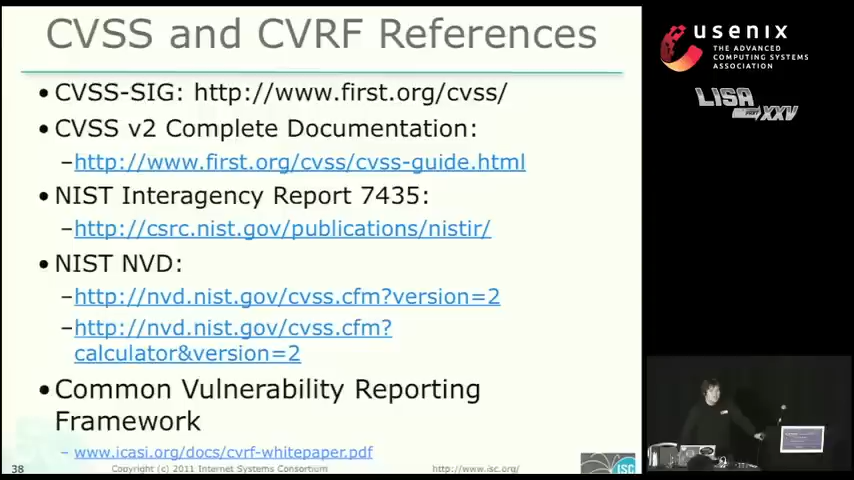 CVSS and CVRF References
• CVSS-SIG: http://www.first.org/cvss/
• CVSS v2 Complete Documentation:
–http://www.first.org/cvss/cvss-guide.html
• NIST Interagency Report 7435:
–http://csrc.nist.gov/publications/nistir/
• NIST NVD:
–http://nvd.nist.gov/cvss.cfm?version=2
–http://nvd.nist.gov/cvss.cfm?
calculator&version=2
• Common Vulnerability Reporting
Framework
– www.icasi.org/docs/cvrf-whitepaper.pdf
38
Copyright (c) 2011 Internet Systems Consortium
http://www.isc.org/
ISC
usenix
THE ADVANCED
COMPUTING SYSTEMS
ASSOCIATION
LISA
XXV